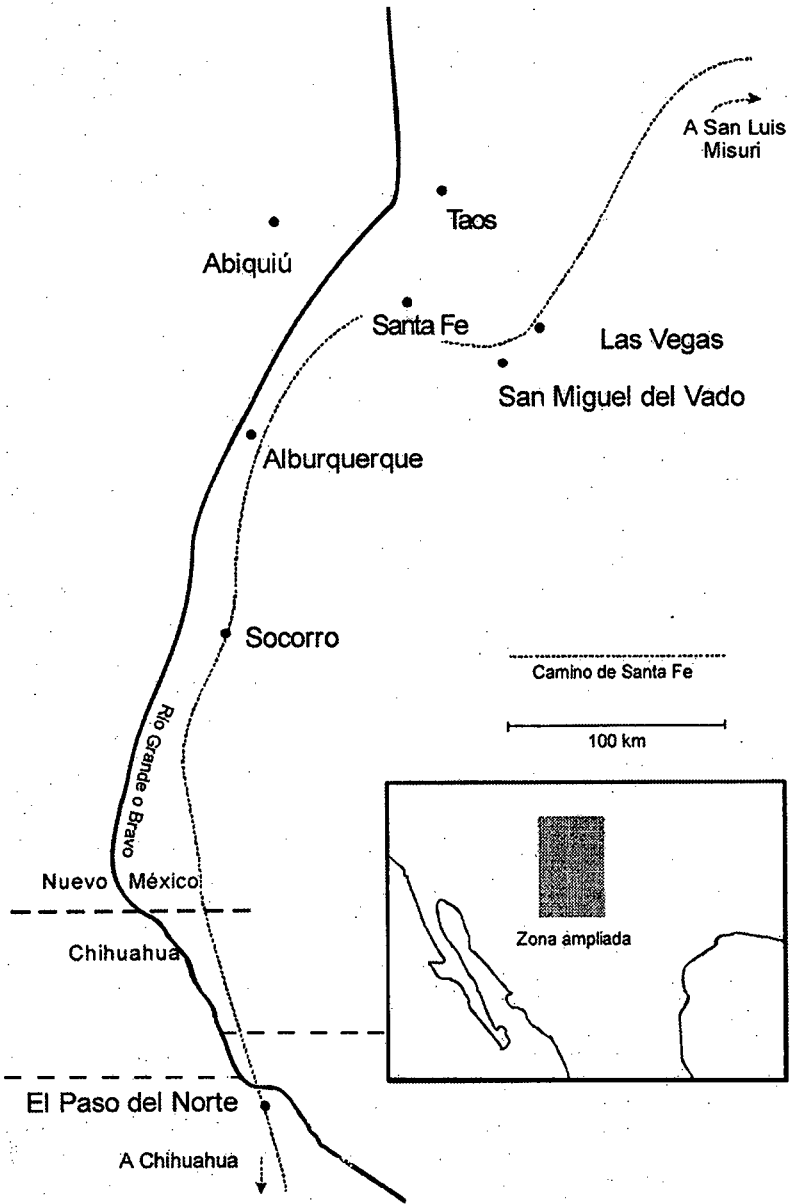 A San Luis
Misuri
Taos
Abiquiú
Santa Fe
Las Vegas
San Miguel del Vado
Alburquerque
Socorro
Camino de Santa Fe
100 km
Río Grande o Bravo
Nuevo México
Zona ampliada
Chihuahua
El Paso del Norte
A Chihuahua